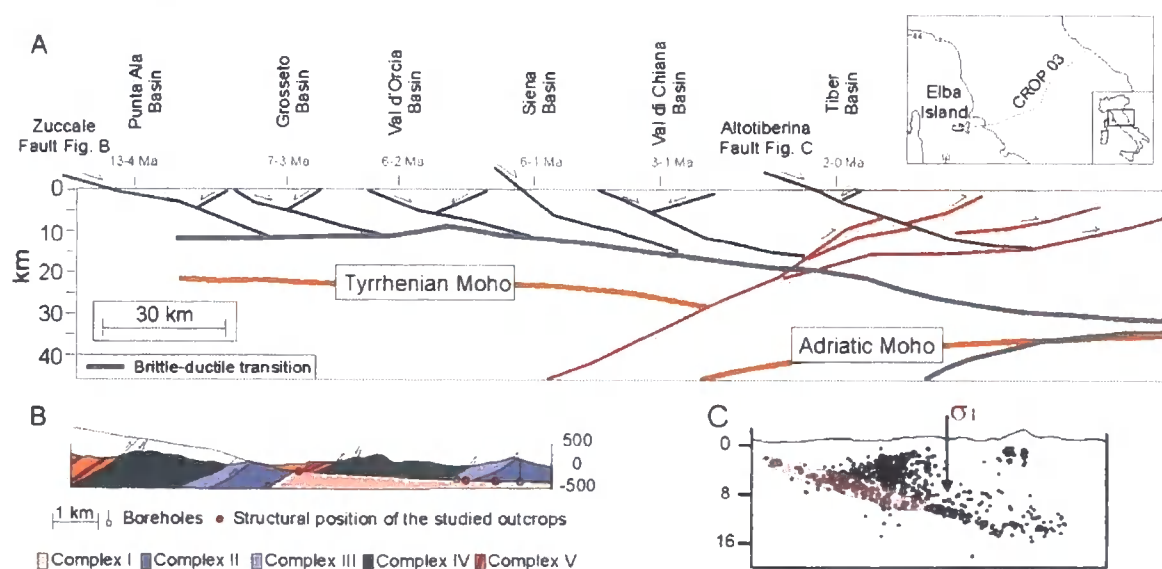 A
Zuccale
Fault Fig. B
Punta Ala
Basin
Grosseto
Basin
Val d'Orcia
Basin
Siena
Basin
Val di Chiana
Basin
Altotiberina
Fault Fig. C
Tiber
Basin
13-4 Ma
7-3 Ma
6-2 Ma
6-1 Ma
3-1 Ma
2-0 Ma
44
Elba
Island
CROP 03
0
10
20
30
40
km
Tyrrhenian Moho
30 km
Adriatic Moho
Brittle-ductile transition
B
500
0
-500
1 km
Boreholes
Structural position of the studied outcrops
Complex I
Complex II
Complex III
Complex IV
Complex V
C
σ1
0
8
16